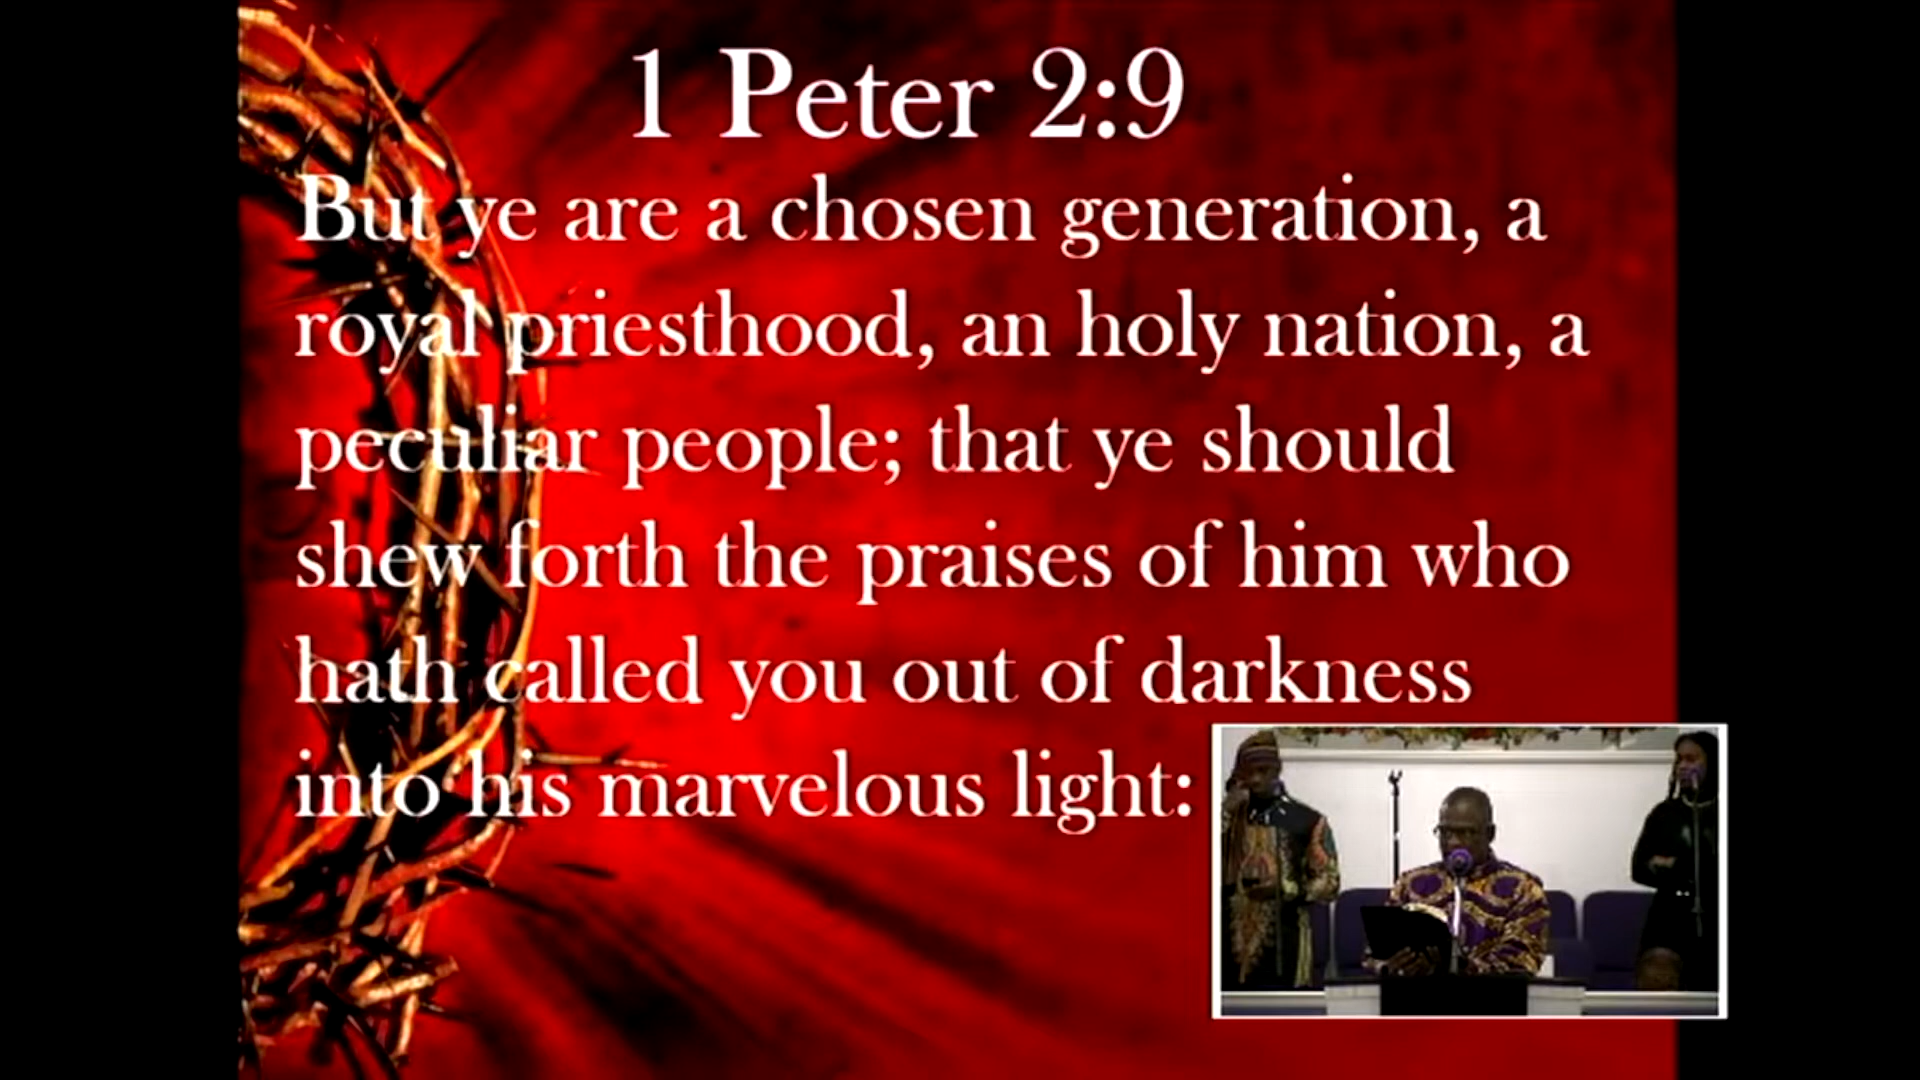 1 Peter 2:9
But ye are a chosen generation, a
royal priesthood, an holy nation, a
peculiar people; that ye should
shew forth the praises of him who
hath called you out of darkness
into his marvelous light: